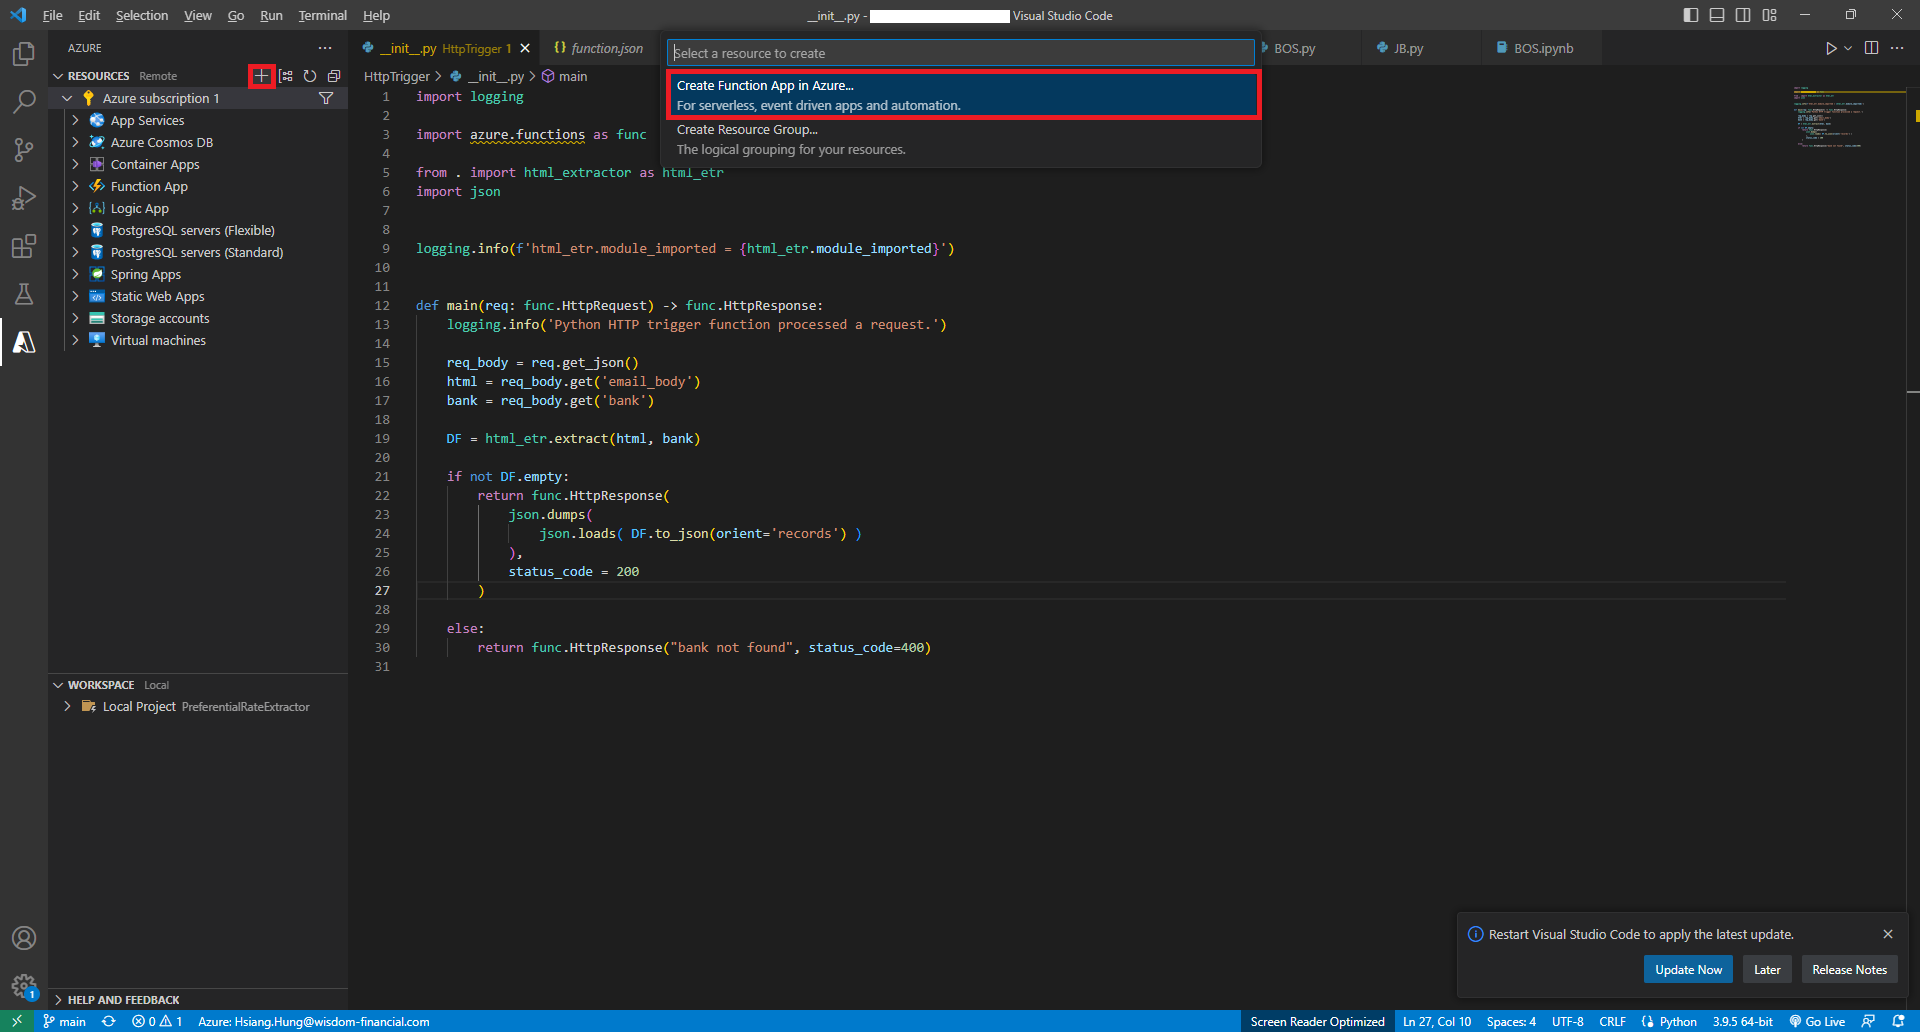 File Edit Selection View Go Run Terminal Help
__init__.py - Visual Studio Code
AZURE
RESOURCES Remote
Azure subscription 1
App Services
Azure Cosmos DB
Container Apps
Function App
Logic App
PostgreSQL servers (Flexible)
PostgreSQL servers (Standard)
Spring Apps
Static Web Apps
Storage accounts
Virtual machines
WORKSPACE Local
Local Project PreferentialRateExtractor
HELP AND FEEDBACK
__init__.py HttpTrigger 1
function.json
BOS.py
JB.py
BOS.ipynb
Select a resource to create
Create Function App in Azure...
For serverless, event driven apps and automation.
Create Resource Group...
The logical grouping for your resources.
HttpTrigger > __init__.py > main
1 import logging
2
3 import azure.functions as func
4
5 from . import html_extractor as html_etr
6 import json
7
8
9 logging.info(f'html_etr.module_imported = {html_etr.module_imported}')
10
11
12 def main(req: func.HttpRequest) -> func.HttpResponse:
13 logging.info('Python HTTP trigger function processed a request.')
14
15 req_body = req.get_json()
16 html = req_body.get('email_body')
17 bank = req_body.get('bank')
18
19 DF = html_etr.extract(html, bank)
20
21 if not DF.empty:
22 return func.HttpResponse(
23 json.dumps(
24 json.loads( DF.to_json(orient='records') )
25 ),
26 status_code = 200
27 )
28
29 else:
30 return func.HttpResponse("bank not found", status_code=400)
31
Restart Visual Studio Code to apply the latest update.
Update Now
Later
Release Notes
1
main
0 1
Azure: Hsiang.Hung@wisdom-financial.com
Screen Reader Optimized
Ln 27, Col 10
Spaces: 4
UTF-8
CRLF
Python
3.9.5 64-bit
Go Live